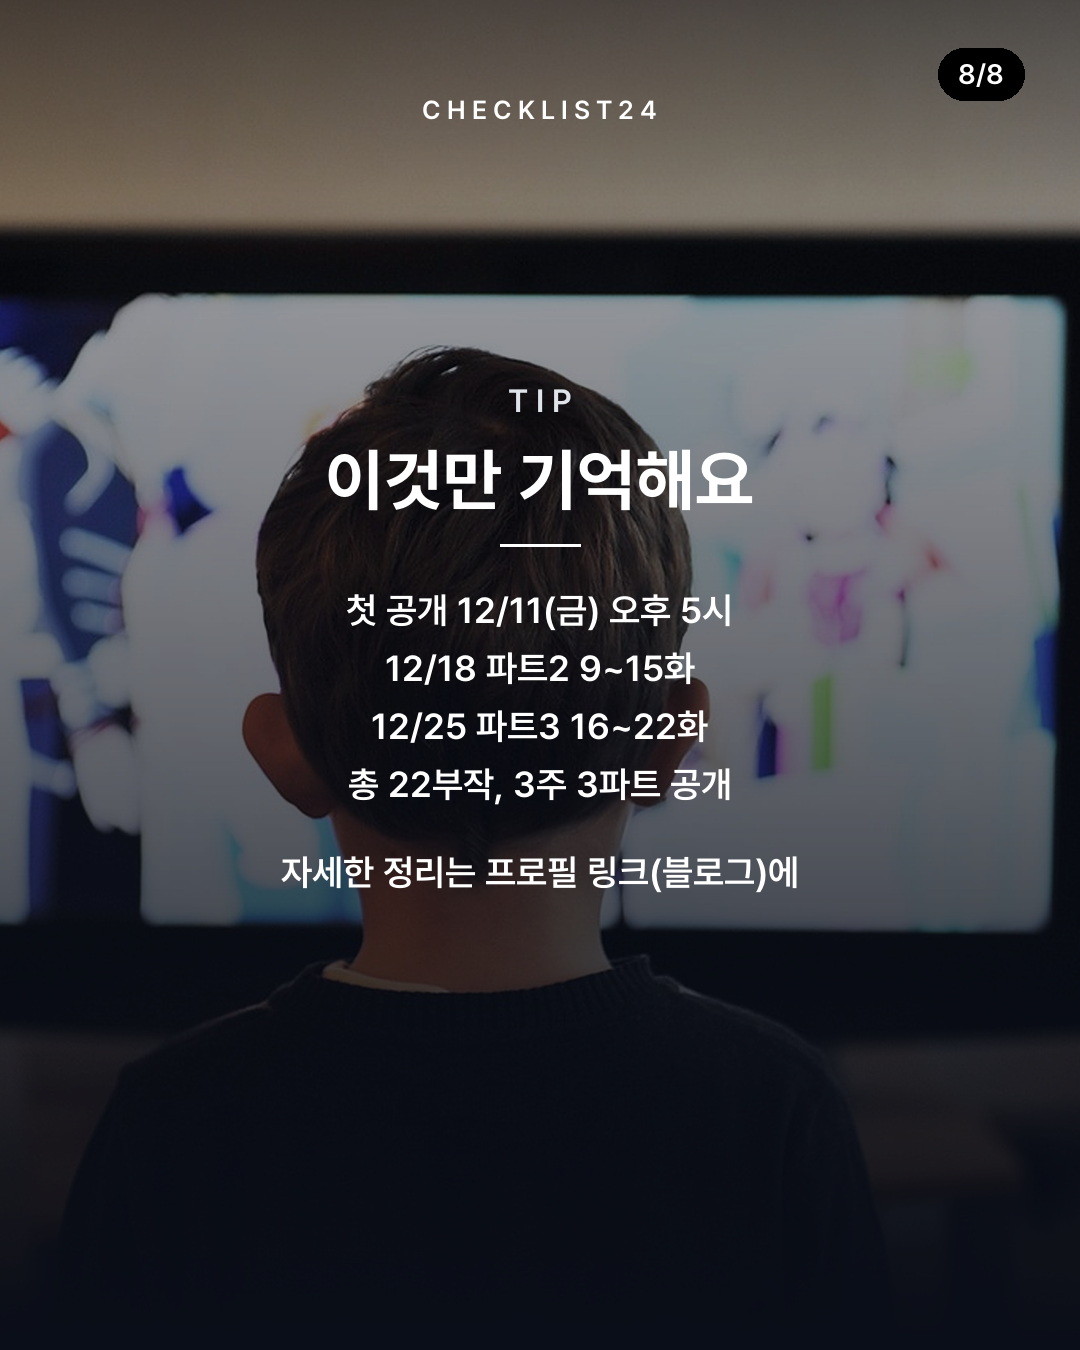 8/8
CHECKLIST24
TIP
이것만 기억해요
첫 공개 12/11(금) 오후 5시
12/18 파트2 9~15화
12/25 파트3 16~22화
총 22부작, 3주 3파트 공개
자세한 정리는 프로필 링크(블로그)에